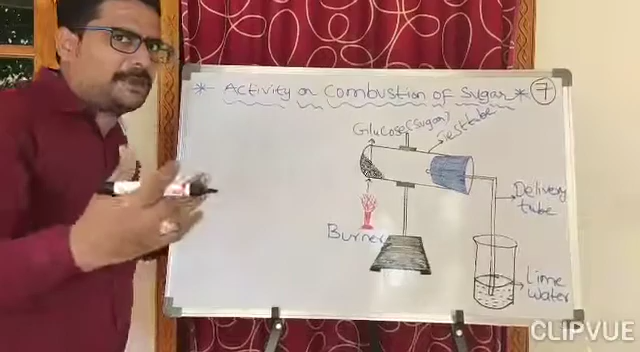 * Activity on Combustion of Sugar * 7
Glucose (Sugar)
Test tube
Delivery
tube
Burner
Lime
water
CLIPVUE